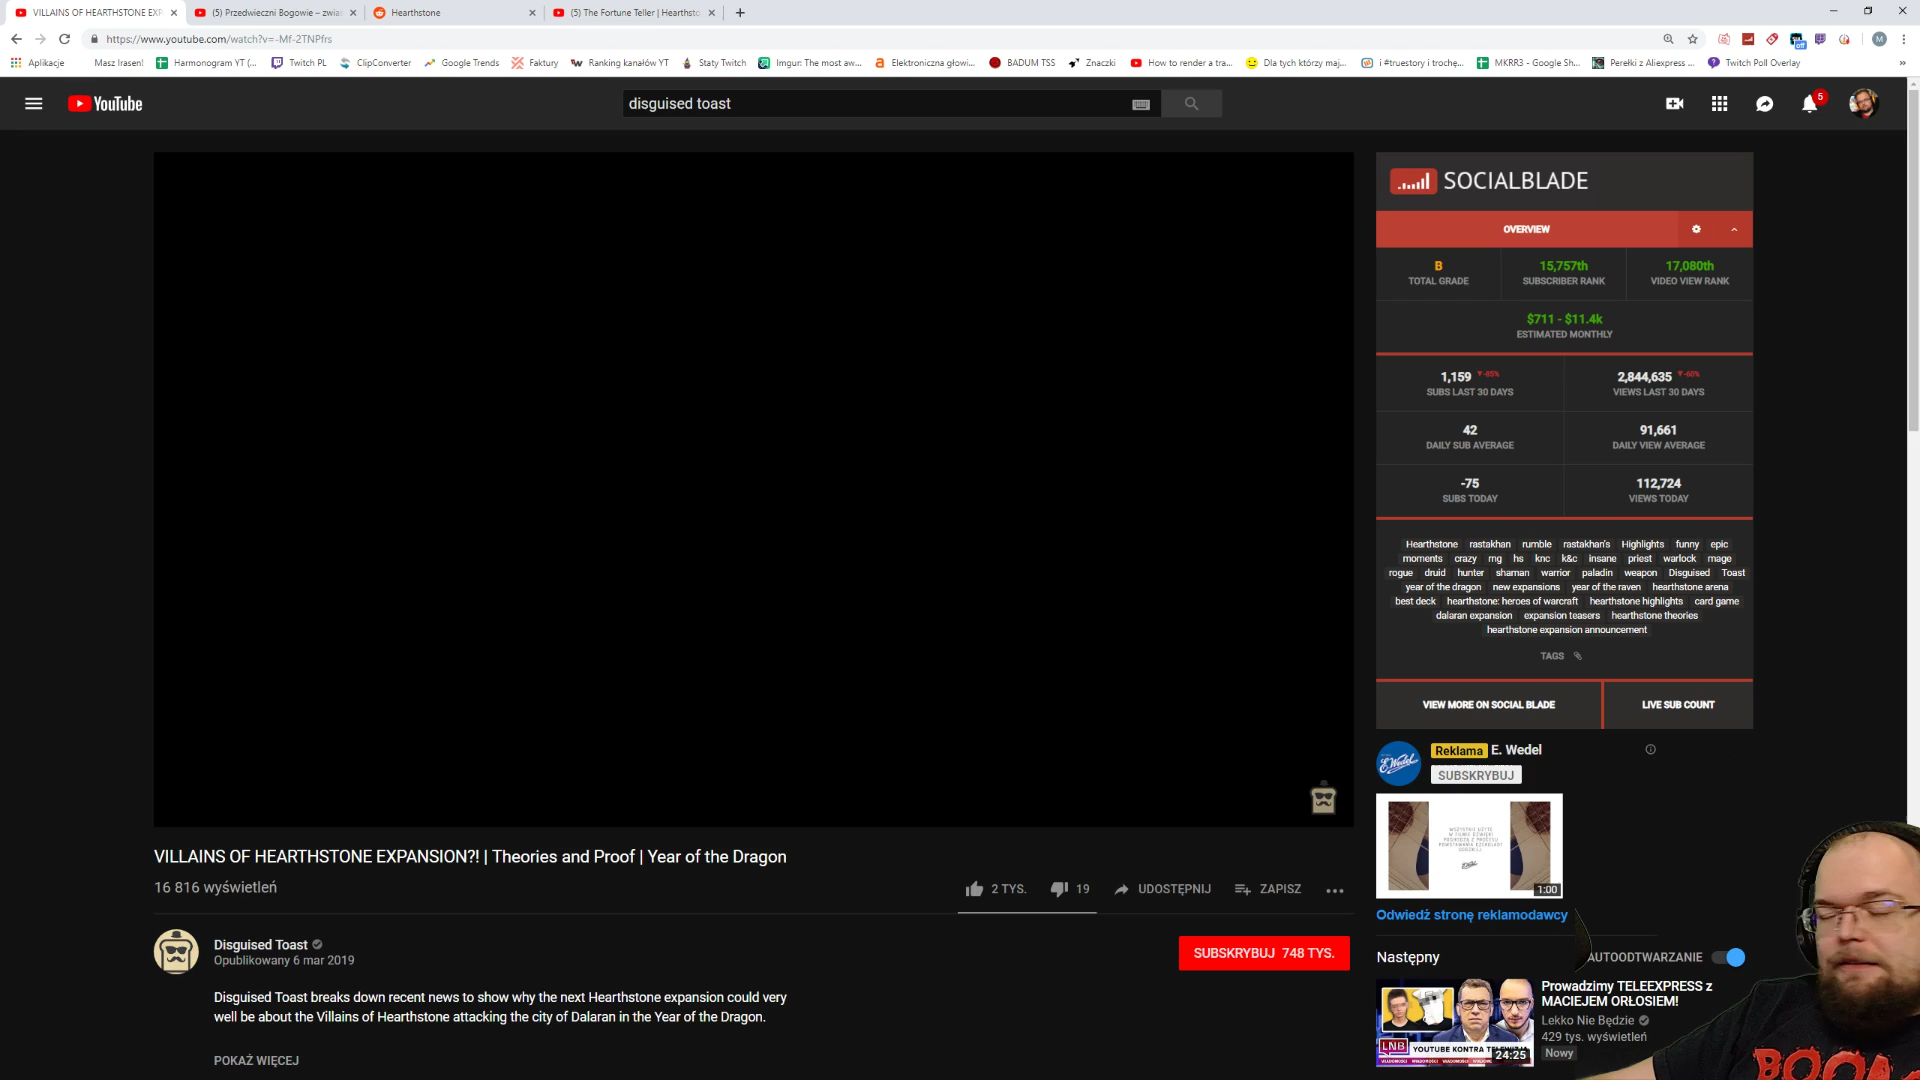 VILLAINS OF HEARTHSTONE EXP
(5) Przedwieczni Bogowie – zwia
Hearthstone
(5) The Fortune Teller | Hearthsto
https://www.youtube.com/watch?v=-Mf-2TNPfrs
M
Aplikacje
Masz Irasen!
Harmonogram YT (...
Twitch PL
ClipConverter
Google Trends
Faktury
Ranking kanałów YT
Staty Twitch
Imgur: The most aw...
Elektroniczna głowi...
BADUM TSS
Znaczki
How to render a tra...
Dla tych którzy maj...
i #truestory i trochę...
MKRR3 - Google Sh...
Perełki z Aliexpress ...
Twitch Poll Overlay
YouTube
disguised toast
5
SOCIALBLADE
OVERVIEW
B
TOTAL GRADE
15,757th
SUBSCRIBER RANK
17,080th
VIDEO VIEW RANK
$711 - $11.4k
ESTIMATED MONTHLY
1,159 ▼-85%
SUBS LAST 30 DAYS
2,844,635 ▼-60%
VIEWS LAST 30 DAYS
42
DAILY SUB AVERAGE
91,661
DAILY VIEW AVERAGE
-75
SUBS TODAY
112,724
VIEWS TODAY
Hearthstone rastakhan rumble rastakhan's Highlights funny epic
moments crazy rng hs knc k&c insane priest warlock mage
rogue druid hunter shaman warrior paladin weapon Disguised Toast
year of the dragon new expansions year of the raven hearthstone arena
best deck hearthstone: heroes of warcraft hearthstone highlights card game
dalaran expansion expansion teasers hearthstone theories
hearthstone expansion announcement
TAGS
VIEW MORE ON SOCIAL BLADE
LIVE SUB COUNT
E.Wedel
Reklama E. Wedel
SUBSKRYBUJ
1:00
Odwiedź stronę reklamodawcy
Następny
AUTOODTWARZANIE
Prowadzimy TELEEXPRESS z
MACIEJEM ORŁOSIEM!
Lekko Nie Będzie
429 tys. wyświetleń
Nowy
LNB
YOUTUBE KONTRA
24:25
VILLAINS OF HEARTHSTONE EXPANSION?! | Theories and Proof | Year of the Dragon
16 816 wyświetleń
2 TYS.
19
UDOSTĘPNIJ
ZAPISZ
Disguised Toast
Opublikowany 6 mar 2019
SUBSKRYBUJ 748 TYS.
Disguised Toast breaks down recent news to show why the next Hearthstone expansion could very
well be about the Villains of Hearthstone attacking the city of Dalaran in the Year of the Dragon.
POKAŻ WIĘCEJ